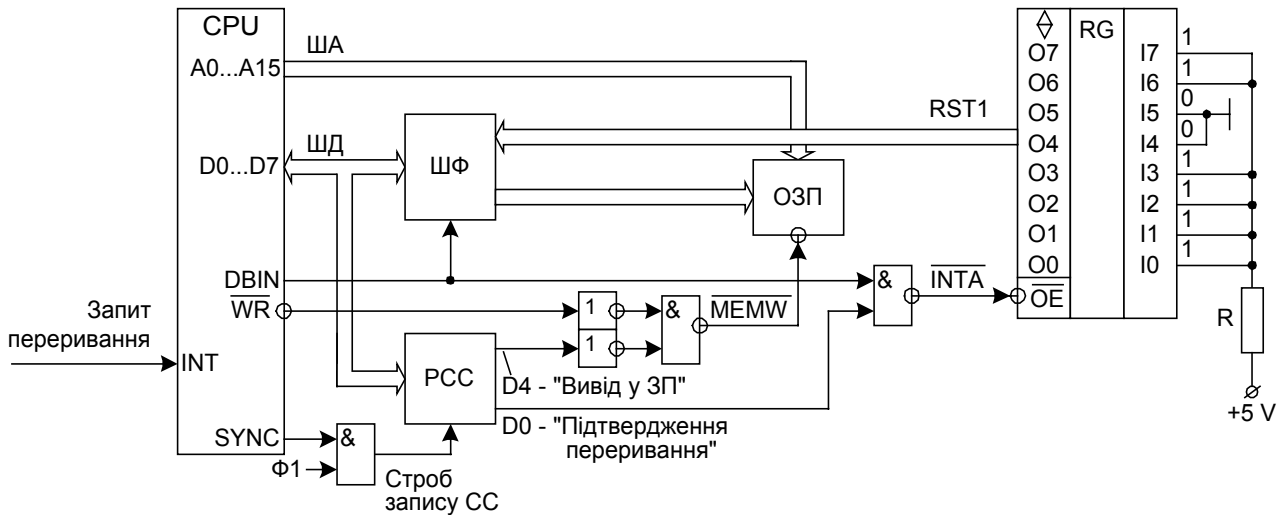 CPU
A0...A15
D0...D7
DBIN
WR
INT
SYNC
Запит
переривання
ША
ШД
ШФ
ОЗП
RST1
PCC
1
1
&
MEMW
&
INTA
D4 - "Вивід у ЗП"
D0 - "Підтвердження
переривання"
Ф1
&
Строб
запису СС
RG
O7
O6
O5
O4
O3
O2
O1
O0
OE
I7
I6
I5
I4
I3
I2
I1
I0
1
1
0
0
1
1
1
1
R
+5 V